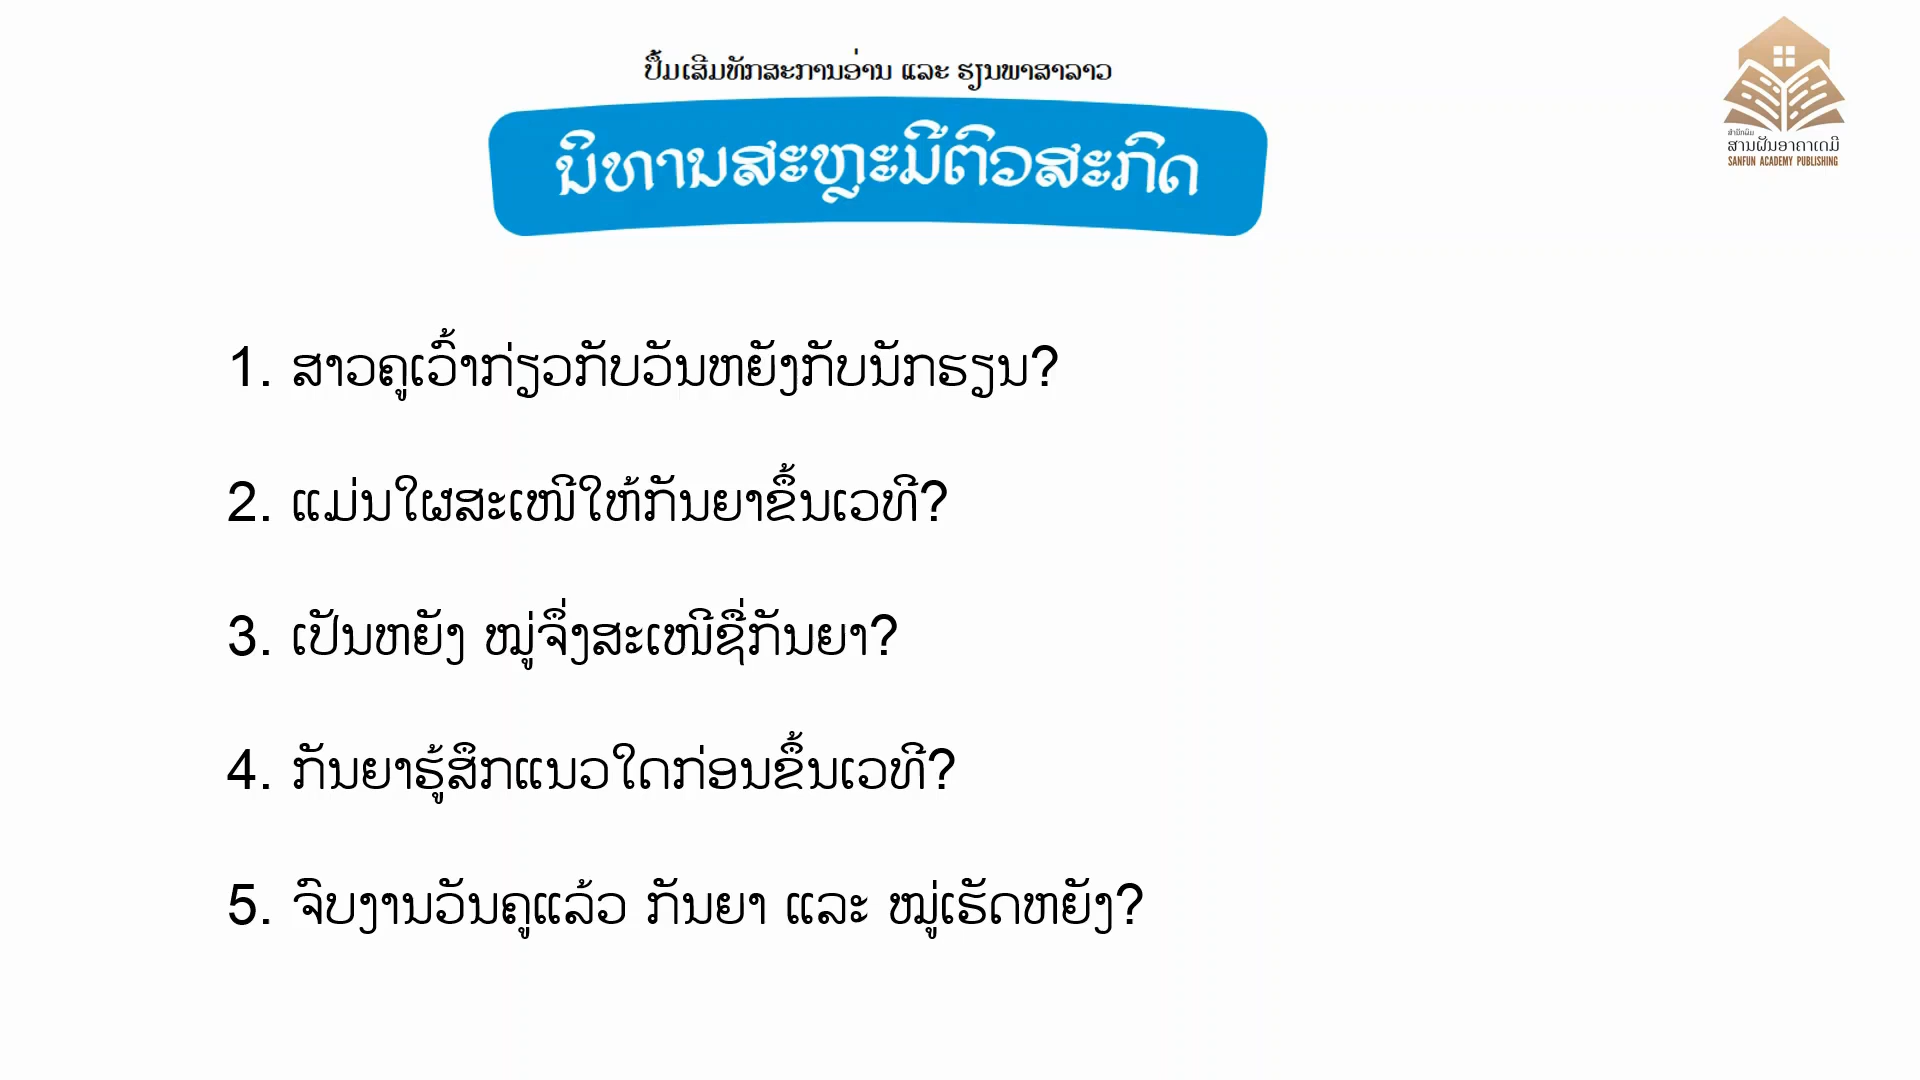 ປຶ້ມເສີມທັກສະການອ່ານ ແລະ ຮຽນພາສາລາວ
ນິທານສະຫຼະມີຕົວສະກົດ
ສຳນັກພິມ
ສານຝັນອາຄາເດມີ
SANFUN ACADEMY PUBLISHING
1. ສາວຄູເວົ້າກ່ຽວກັບວັນຫຍັງກັບນັກຮຽນ?
2. ແມ່ນໃຜສະເໜີໃຫ້ກັນຍາຂຶ້ນເວທີ?
3. ເປັນຫຍັງ ໝູ່ຈຶ່ງສະເໜີຊື່ກັນຍາ?
4. ກັນຍາຮູ້ສຶກແນວໃດກ່ອນຂຶ້ນເວທີ?
5. ຈົບງານວັນຄູແລ້ວ ກັນຍາ ແລະ ໝູ່ເຮັດຫຍັງ?